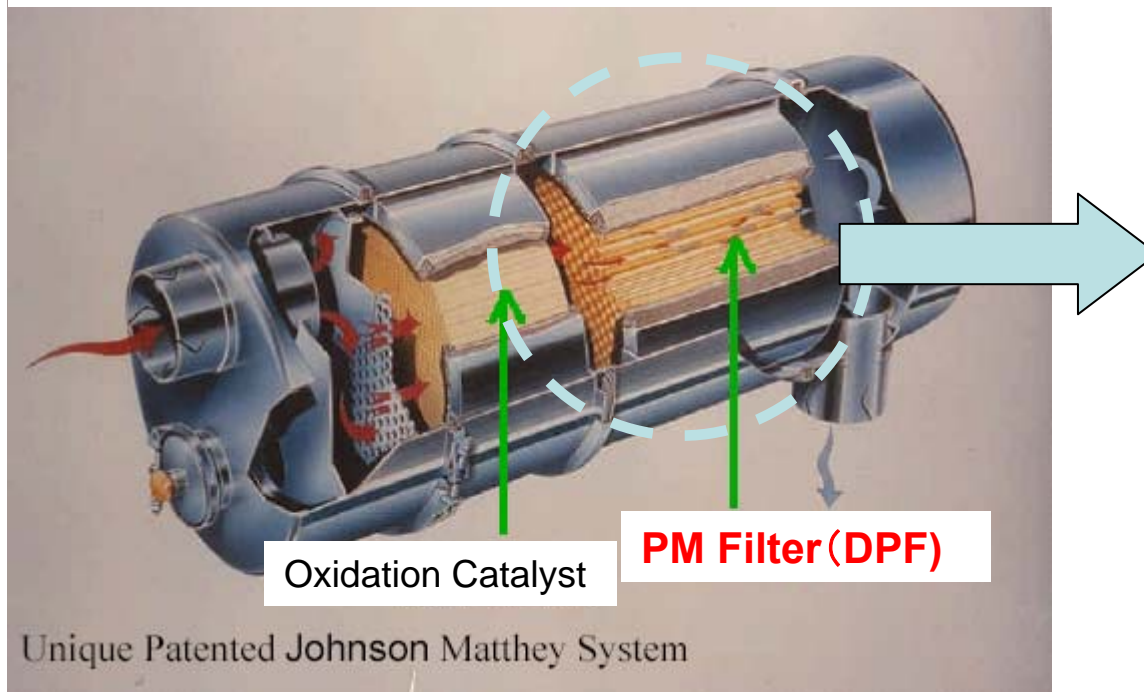 Oxidation Catalyst
PM Filter（DPF)
Unique Patented Johnson Matthey System